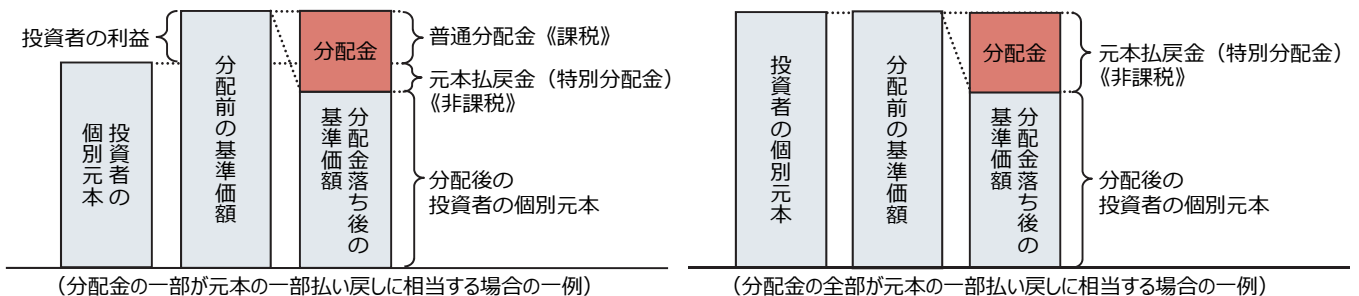 投資者の利益
投資者の
個別元本
分配前の基準価額
分配金
分配金落ち後の
基準価額
普通分配金《課税》
元本払戻金（特別分配金）
《非課税》
分配後の
投資者の個別元本
（分配金の一部が元本の一部払い戻しに相当する場合の一例）
投資者の個別元本
分配前の基準価額
分配金
分配金落ち後の
基準価額
元本払戻金（特別分配金）
《非課税》
分配後の
投資者の個別元本
（分配金の全部が元本の一部払い戻しに相当する場合の一例）